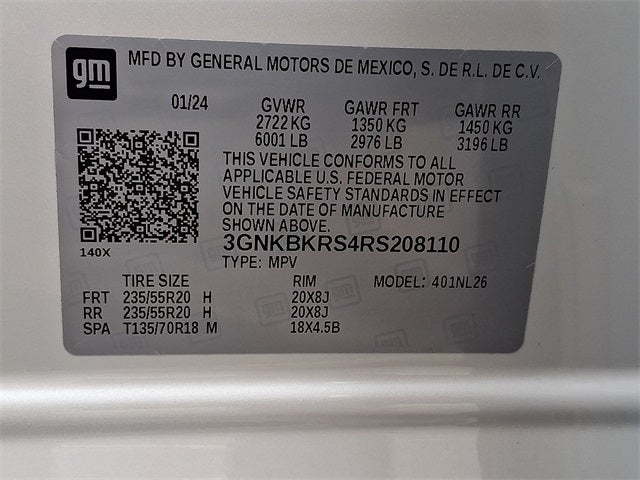 gm MFD BY GENERAL MOTORS DE MEXICO, S. DE R.L. DE C.V.
01/24 GVWR GAWR FRT GAWR RR
2722 KG 1350 KG 1450 KG
6001 LB 2976 LB 3196 LB
THIS VEHICLE CONFORMS TO ALL
APPLICABLE U.S. FEDERAL MOTOR
VEHICLE SAFETY STANDARDS IN EFFECT
ON THE DATE OF MANUFACTURE
SHOWN ABOVE.
140X 3GNKBKRS4RS208110
TYPE: MPV
TIRE SIZE RIM MODEL: 401NL26
FRT 235/55R20 H 20X8J
RR 235/55R20 H 20X8J
SPA T135/70R18 M 18X4.5B